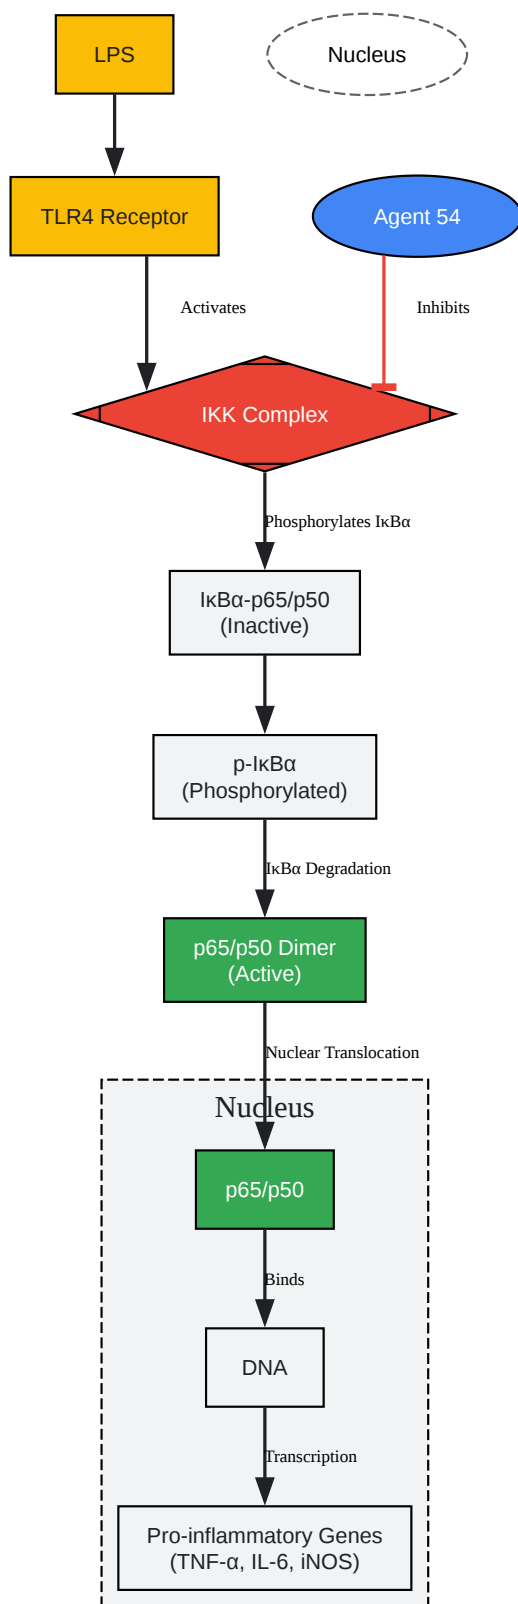 LPS
Nucleus
TLR4 Receptor
Agent 54
Activates
Inhibits
IKK Complex
Phosphorylates IκBα
IκBα-p65/p50
(Inactive)
p-IκBα
(Phosphorylated)
IκBα Degradation
p65/p50 Dimer
(Active)
Nuclear Translocation
Nucleus
p65/p50
Binds
DNA
Transcription
Pro-inflammatory Genes
(TNF-α, IL-6, iNOS)